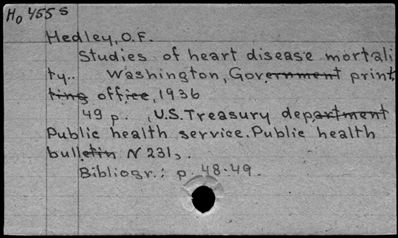 Ho 455 s
Hedley, O.F.
Studies of heart disease mortali
ty.. Washington, Government print
ting office, 1936
49 p. , U.S. Treasury department
Public health service. Public health
bulletin N 231, .
Bibliogr.: p. 48-49.